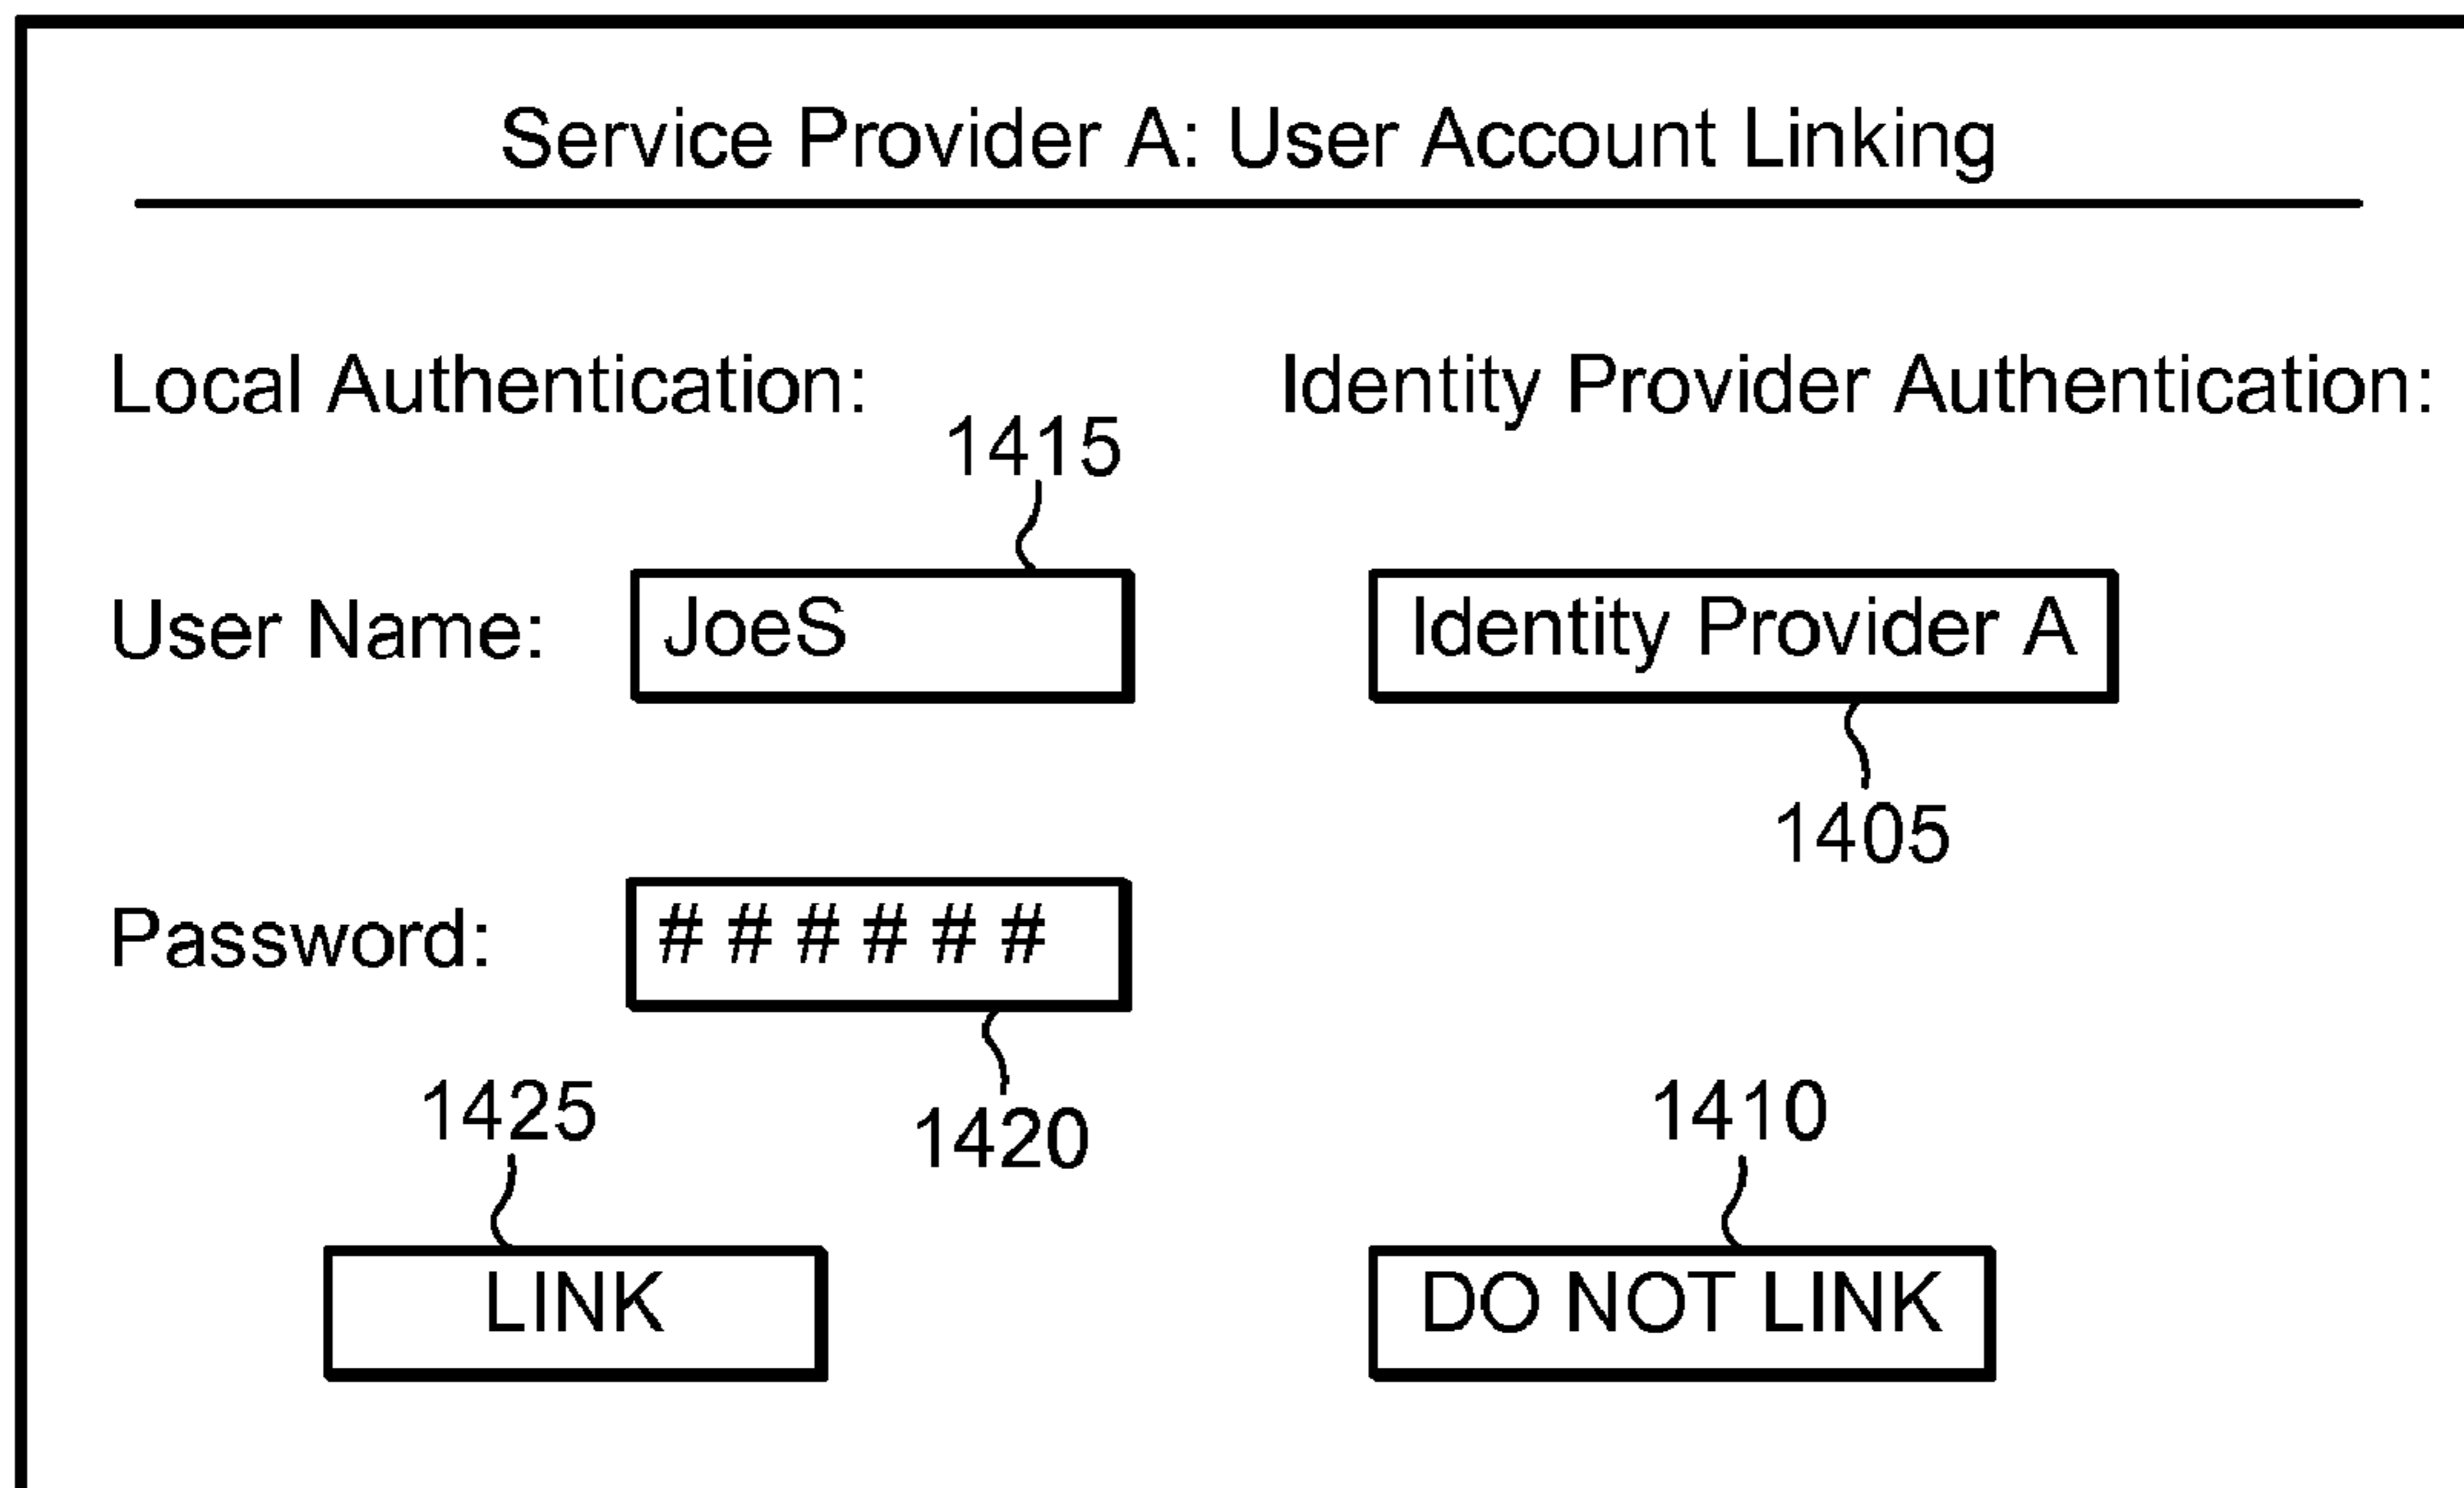 Service Provider A: User Account Linking
Local Authentication: Identity Provider Authentication:
1415
User Name: JoeS Identity Provider A
1405
Password: # # # # # #
1425 1420 1410
LINK DO NOT LINK